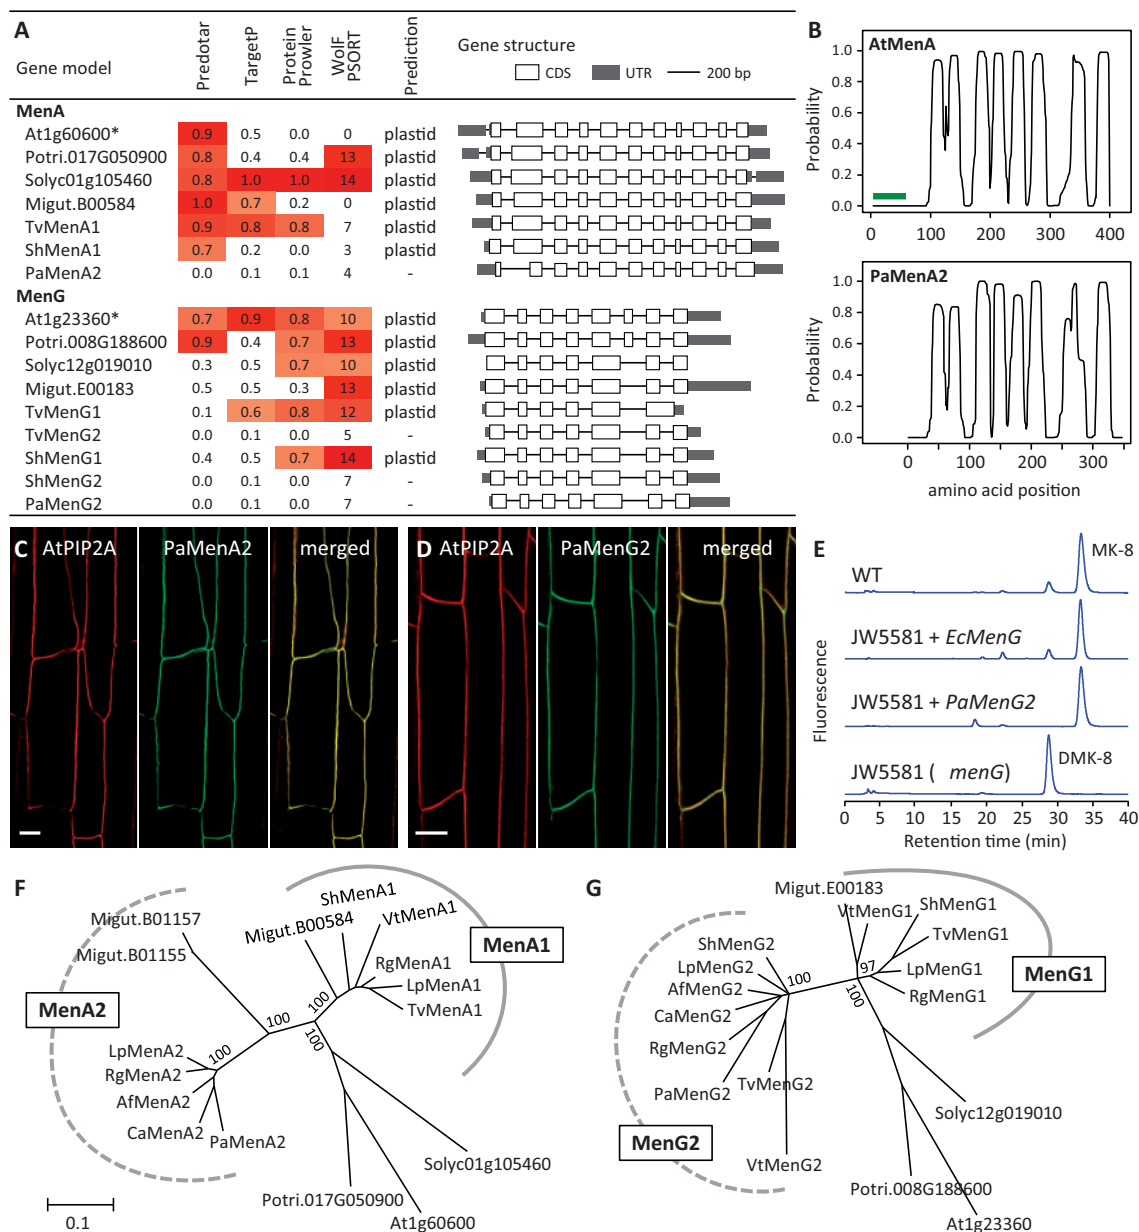 A
Gene model
Predotar
TargetP
Protein
Prowler
WolF
PSORT
Prediction
Gene structure
CDS UTR 200 bp
MenA
At1g60600* 0.9 0.5 0.0 0 plastid
Potri.017G050900 0.8 0.4 0.4 13 plastid
Solyc01g105460 0.8 1.0 1.0 14 plastid
Migut.B00584 1.0 0.7 0.2 0 plastid
TvMenA1 0.9 0.8 0.8 7 plastid
ShMenA1 0.7 0.2 0.0 3 plastid
PaMenA2 0.0 0.1 0.1 4 -
MenG
At1g23360* 0.7 0.9 0.8 10 plastid
Potri.008G188600 0.9 0.4 0.7 13 plastid
Solyc12g019010 0.3 0.5 0.7 10 plastid
Migut.E00183 0.5 0.5 0.3 13 plastid
TvMenG1 0.1 0.6 0.8 12 plastid
TvMenG2 0.0 0.1 0.0 5 -
ShMenG1 0.4 0.5 0.7 14 plastid
ShMenG2 0.0 0.1 0.0 7 -
PaMenG2 0.0 0.1 0.0 7 -
B
AtMenA
Probability
1.0
0.8
0.6
0.4
0.2
0.0
0 100 200 300 400
PaMenA2
Probability
1.0
0.8
0.6
0.4
0.2
0.0
0 100 200 300
amino acid position
C AtPIP2A PaMenA2 merged
D AtPIP2A PaMenG2 merged
E
Fluorescence
WT
MK-8
JW5581 + EcMenG
JW5581 + PaMenG2
JW5581 ( menG)
DMK-8
0 5 10 15 20 25 30 35 40
Retention time (min)
F
Migut.B01157
Migut.B01155
MenA2
LpMenA2
RgMenA2
AfMenA2
CaMenA2
PaMenA2
100
100
100
100
ShMenA1
Migut.B00584
VtMenA1
MenA1
RgMenA1
LpMenA1
TvMenA1
Solyc01g105460
Potri.017G050900
At1g60600
0.1
G
Migut.E00183
VtMenG1
ShMenG1
TvMenG1
LpMenG1
RgMenG1
MenG1
97
100
100
ShMenG2
LpMenG2
AfMenG2
CaMenG2
RgMenG2
PaMenG2
TvMenG2
VtMenG2
MenG2
Solyc12g019010
Potri.008G188600
At1g23360